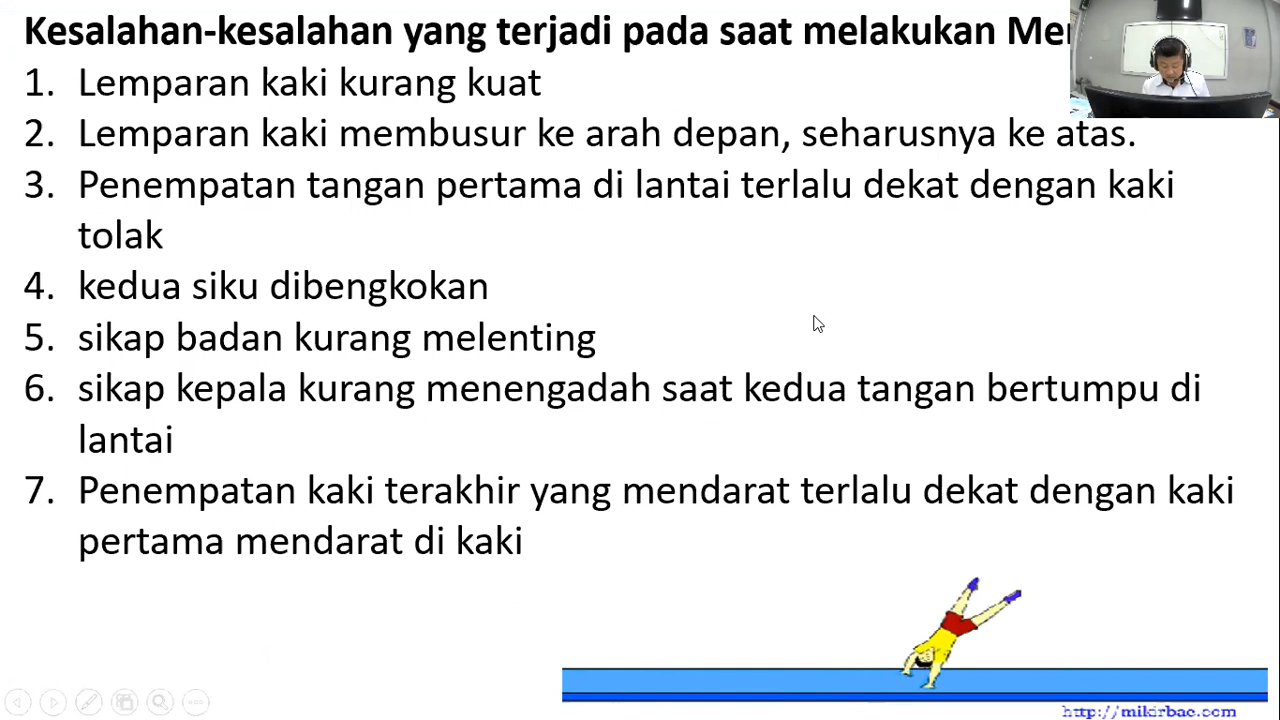 Kesalahan-kesalahan yang terjadi pada saat melakukan
1. Lemparan kaki kurang kuat
2. Lemparan kaki membusur ke arah depan, seharusnya ke atas.
3. Penempatan tangan pertama di lantai terlalu dekat dengan kaki
tolak
4. kedua siku dibengkokan
5. sikap badan kurang melenting
6. sikap kepala kurang menengadah saat kedua tangan bertumpu di
lantai
7. Penempatan kaki terakhir yang mendarat terlalu dekat dengan kaki
pertama mendarat di kaki
http://mikirbae.com